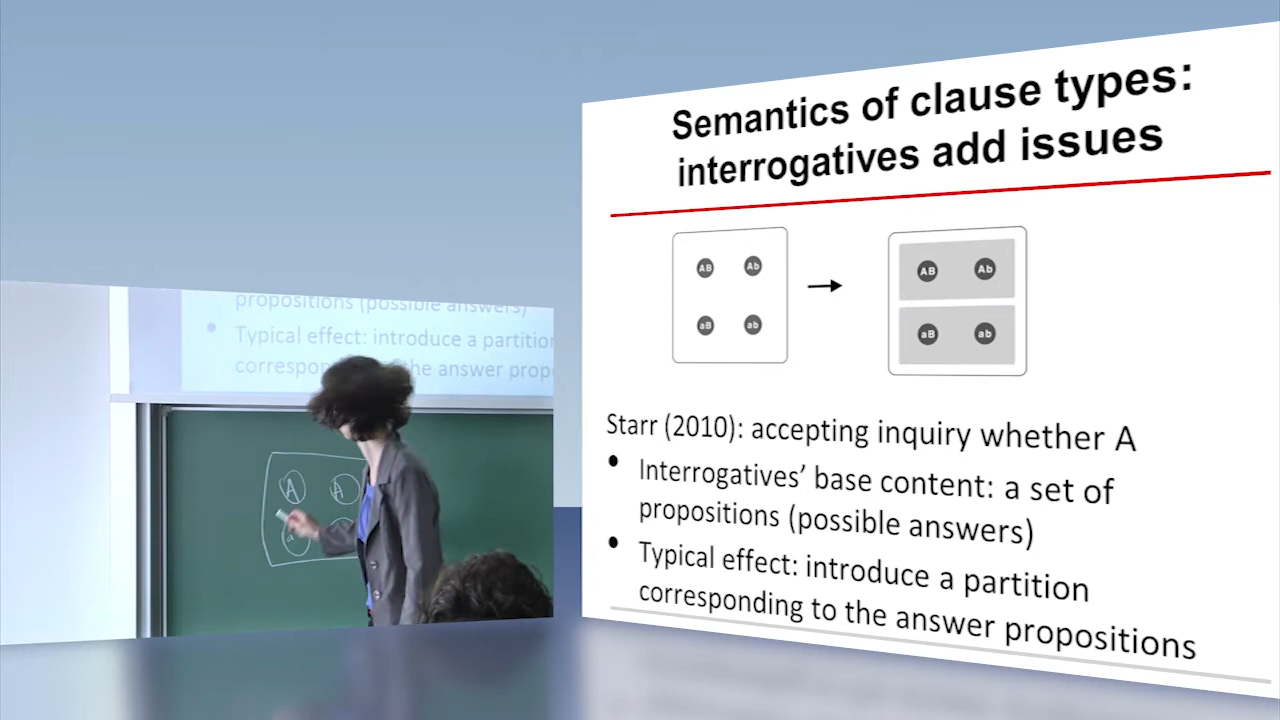 Semantics of clause types:
interrogatives add issues
AB Ab
aB ab
AB Ab
aB ab
Starr (2010): accepting inquiry whether A
• Interrogatives’ base content: a set of
propositions (possible answers)
• Typical effect: introduce a partition
corresponding to the answer propositions
propositions (possible answers)
• Typical effect: introduce a partition
the answer prop
A A
a